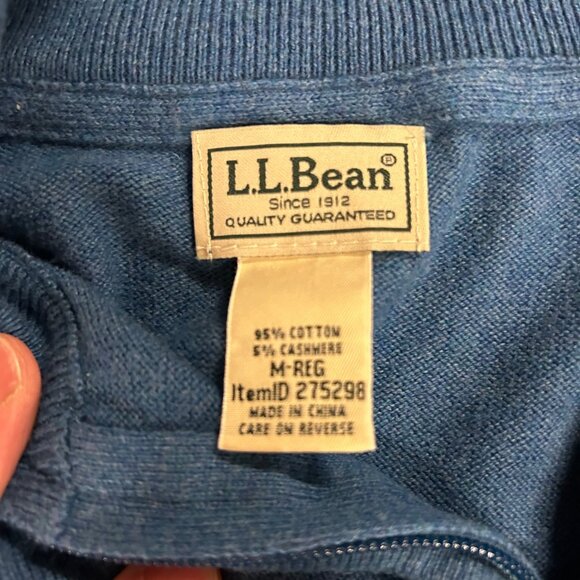 L.L.Bean®
Since 1912
QUALITY GUARANTEED
95% COTTON
5% CASHMERE
M-REG
ItemID 275298
MADE IN CHINA
CARE ON REVERSE